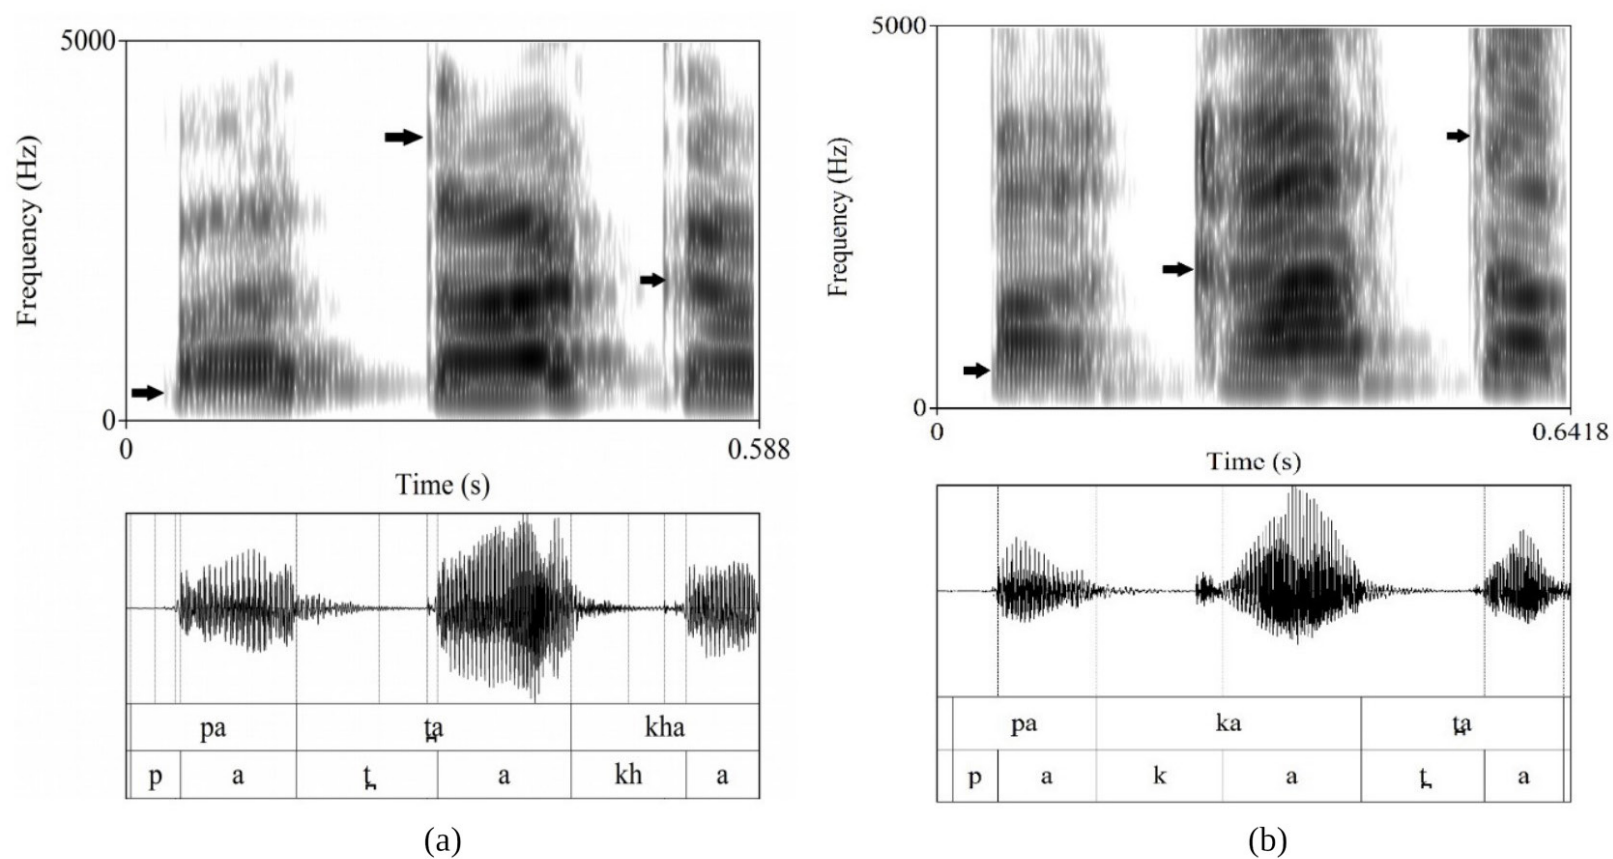 5000
Frequency (Hz)
0
0
0.588
Time (s)
pa
t̪a
kha
p
a
t̪
a
kh
a
(a)
5000
Frequency (Hz)
0
0
0.6418
Time (s)
pa
ka
t̪a
p
a
k
a
t̪
a
(b)